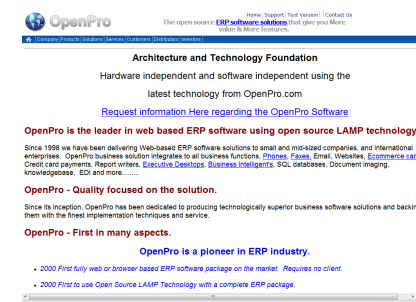 Home | Support | Text Version | | Contact Us
OpenPro
The open source ERP software solutions that give you More
value & More features.
| Company | Products | Solutions | Services | Customers | Distributors | Investors |
Architecture and Technology Foundation
Hardware independent and software independent using the
latest technology from OpenPro.com
Request information Here regarding the OpenPro Software
OpenPro is the leader in web based ERP software using open source LAMP technology
Since 1998 we have been delivering Web-based ERP software solutions to small and mid-sized companies, and international
enterprises. OpenPro business solution integrates to all business functions, Phones, Faxes, Email, Websites, Ecommerce car
Credit card payments, Report writers, Executive Desktops, Business Intelligent's, SQL databases, Document imaging,
knowledgebase, EDI and more.........
OpenPro - Quality focused on the solution.
Since its inception, OpenPro has been dedicated to producing technologically superior business software solutions and backin
them with the finest implementation techniques and service.
OpenPro - First in many aspects.
OpenPro is a pioneer in ERP industry.
2000 First fully web or browser based ERP software package on the market. Requires no client.
2000 First to use Open Source LAMP Technology with a complete ERP package.